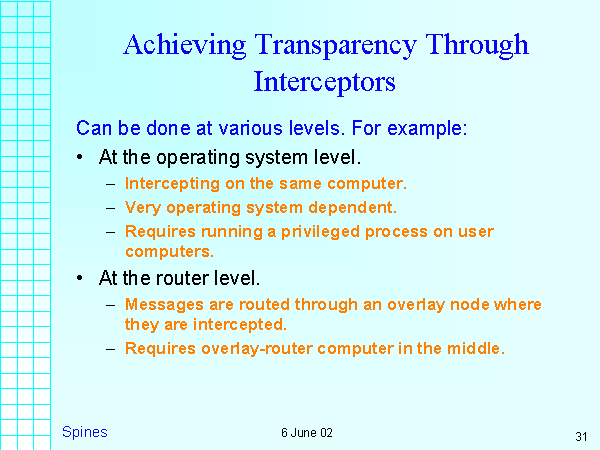 Achieving Transparency Through
Interceptors
Can be done at various levels. For example:
• At the operating system level.
– Intercepting on the same computer.
– Very operating system dependent.
– Requires running a privileged process on user
computers.
• At the router level.
– Messages are routed through an overlay node where
they are intercepted.
– Requires overlay-router computer in the middle.
Spines
6 June 02
31